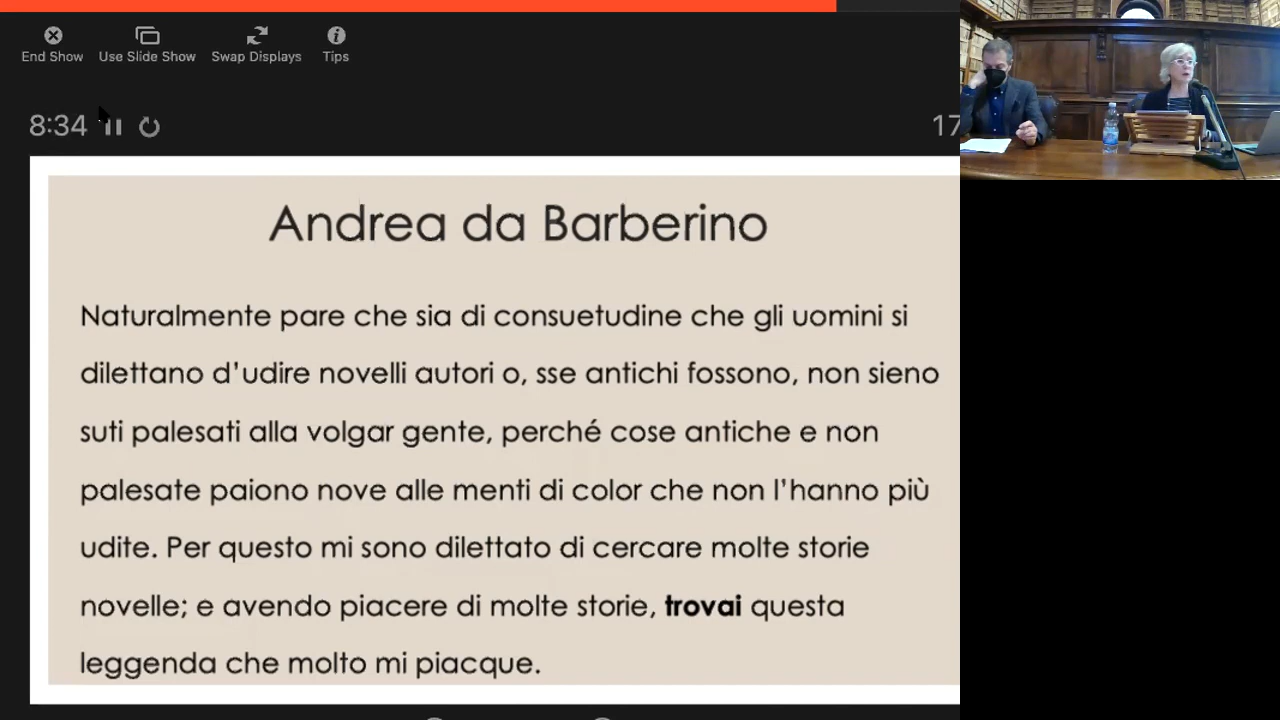 End Show
Use Slide Show
Swap Displays
Tips
8:34
17
Andrea da Barberino
Naturalmente pare che sia di consuetudine che gli uomini si
dilettano d’udire novelli autori o, sse antichi fossono, non sieno
suti palesati alla volgar gente, perché cose antiche e non
palesate paiono nove alle menti di color che non l’hanno più
udite. Per questo mi sono dilettato di cercare molte storie
novelle; e avendo piacere di molte storie, trovai questa
leggenda che molto mi piacque.